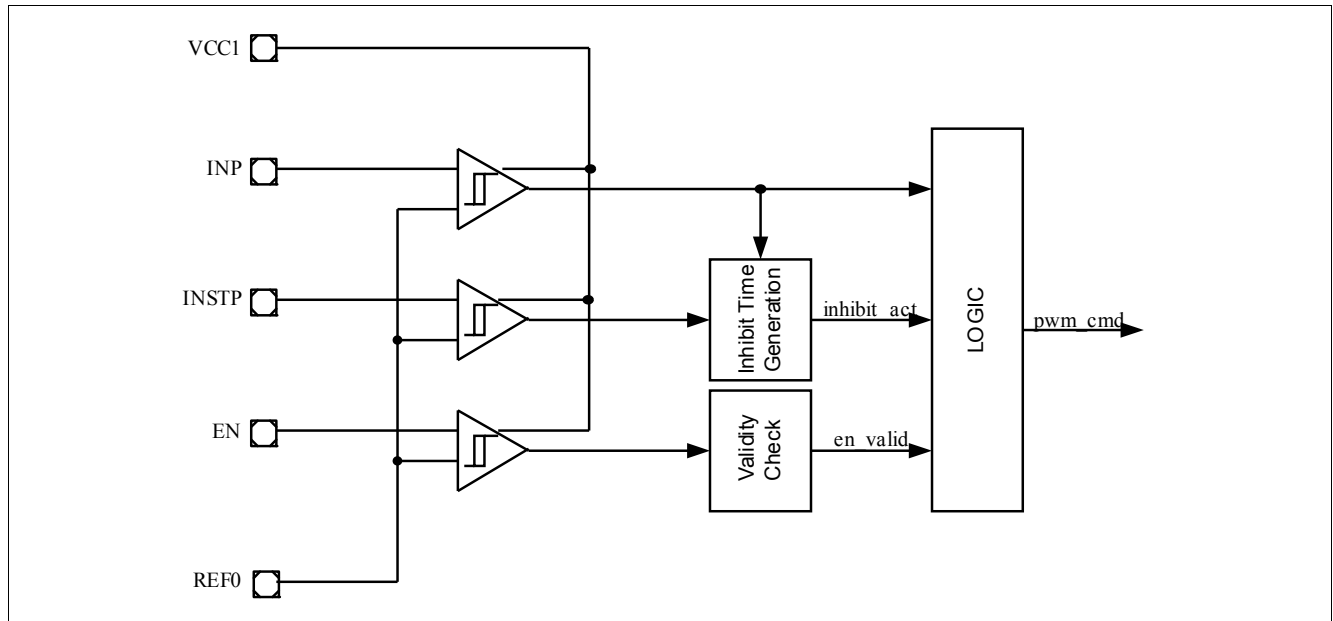 VCC1
INP
INSTP
EN
REF0
Inhibit Time
Generation
inhibit_act
Validity
Check
en_valid
LOGIC
pwm_cmd